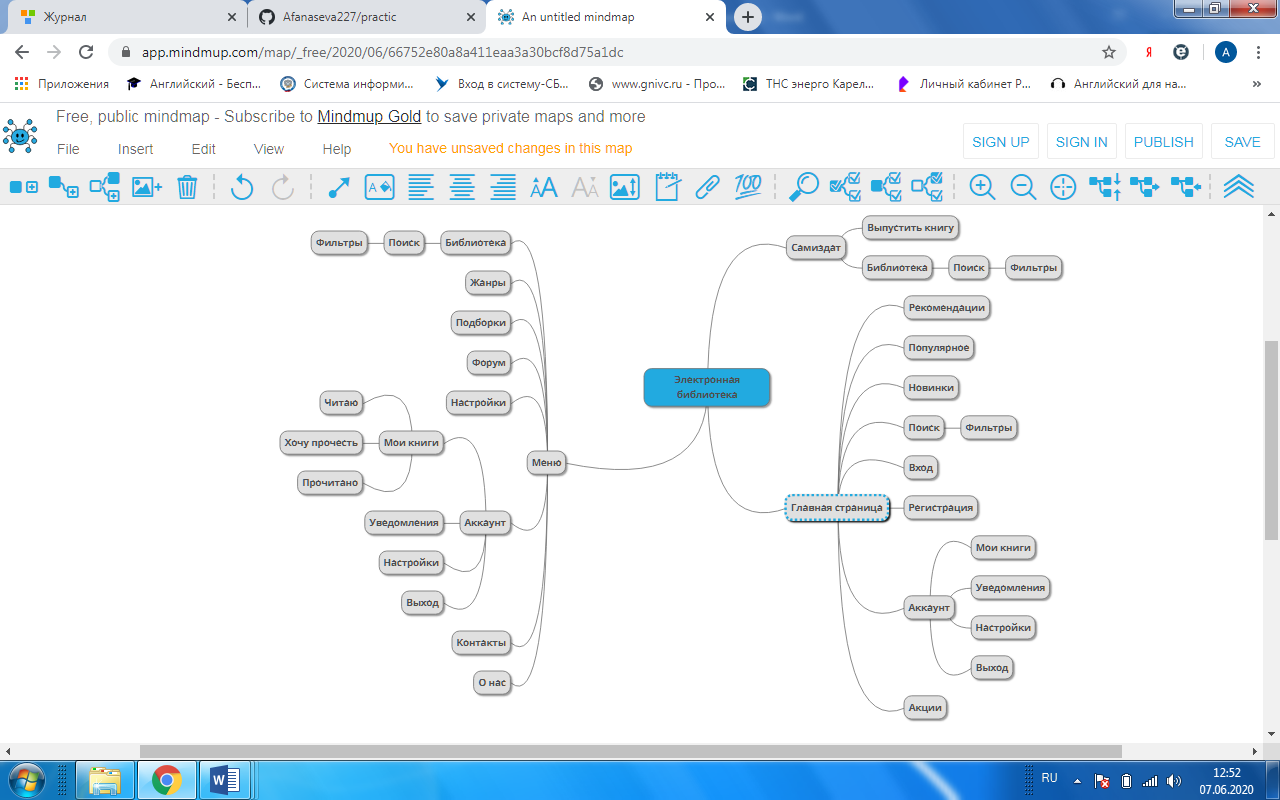 Журнал
Afanaseva227/practic
An untitled mindmap
app.mindmup.com/map/_free/2020/06/66752e80a8a411eaa3a30bcf8d75a1dc
Я
A
Приложения
Английский - Бесп...
Система информи...
Вход в систему-СБ...
www.gnivc.ru - Про...
ТНС энерго Карел...
Личный кабинет Р...
Английский для на...
»
Free, public mindmap - Subscribe to Mindmup Gold to save private maps and more
File Insert Edit View Help
You have unsaved changes in this map
SIGN UP
SIGN IN
PUBLISH
SAVE
A
AA
AA
100
Фильтры
Поиск
Библиотека
Жанры
Подборки
Форум
Настройки
Читаю
Хочу прочесть
Мои книги
Прочитано
Меню
Уведомления
Аккаунт
Настройки
Выход
Контакты
О нас
Электронная
библиотека
Самиздат
Выпустить книгу
Библиотека
Поиск
Фильтры
Рекомендации
Популярное
Новинки
Поиск
Фильтры
Вход
Главная страница
Регистрация
Мои книги
Уведомления
Аккаунт
Настройки
Выход
Акции
W
RU
12:52
07.06.2020